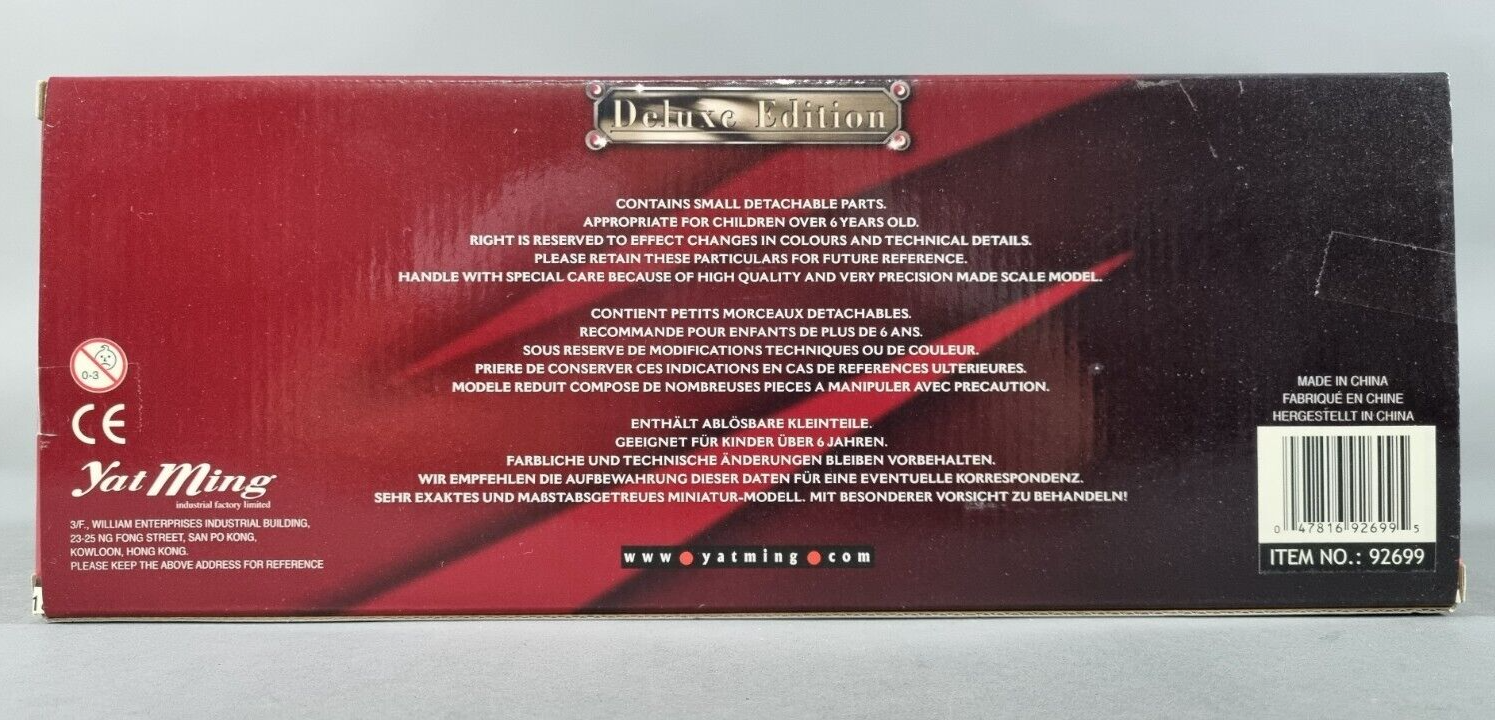 Deluxe Edition
CONTAINS SMALL DETACHABLE PARTS.
APPROPRIATE FOR CHILDREN OVER 6 YEARS OLD.
RIGHT IS RESERVED TO EFFECT CHANGES IN COLOURS AND TECHNICAL DETAILS.
PLEASE RETAIN THESE PARTICULARS FOR FUTURE REFERENCE.
HANDLE WITH SPECIAL CARE BECAUSE OF HIGH QUALITY AND VERY PRECISION MADE SCALE MODEL.
CONTIENT PETITS MORCEAUX DETACHABLES.
RECOMMANDE POUR ENFANTS DE PLUS DE 6 ANS.
SOUS RESERVE DE MODIFICATIONS TECHNIQUES OU DE COULEUR.
PRIERE DE CONSERVER CES INDICATIONS EN CAS DE REFERENCES ULTERIEURES.
MODELE REDUIT COMPOSE DE NOMBREUSES PIECES A MANIPULER AVEC PRECAUTION.
ENTHÄLT ABLÖSBARE KLEINTEILE.
GEEIGNET FÜR KINDER ÜBER 6 JAHREN.
FARBLICHE UND TECHNISCHE ÄNDERUNGEN BLEIBEN VORBEHALTEN.
WIR EMPFEHLEN DIE AUFBEWAHRUNG DIESER DATEN FÜR EINE EVENTUELLE KORRESPONDENZ.
SEHR EXAKTES UND MAßSTABSGETREUES MINIATUR-MODELL. MIT BESONDERER VORSICHT ZU BEHANDELN!
www.yatming.com
0-3
CE
Yat Ming
industrial factory limited
3/F., WILLIAM ENTERPRISES INDUSTRIAL BUILDING,
23-25 NG FONG STREET, SAN PO KONG,
KOWLOON, HONG KONG.
PLEASE KEEP THE ABOVE ADDRESS FOR REFERENCE
MADE IN CHINA
FABRIQUÉ EN CHINE
HERGESTELLT IN CHINA
0 47816 92699 5
ITEM NO.: 92699